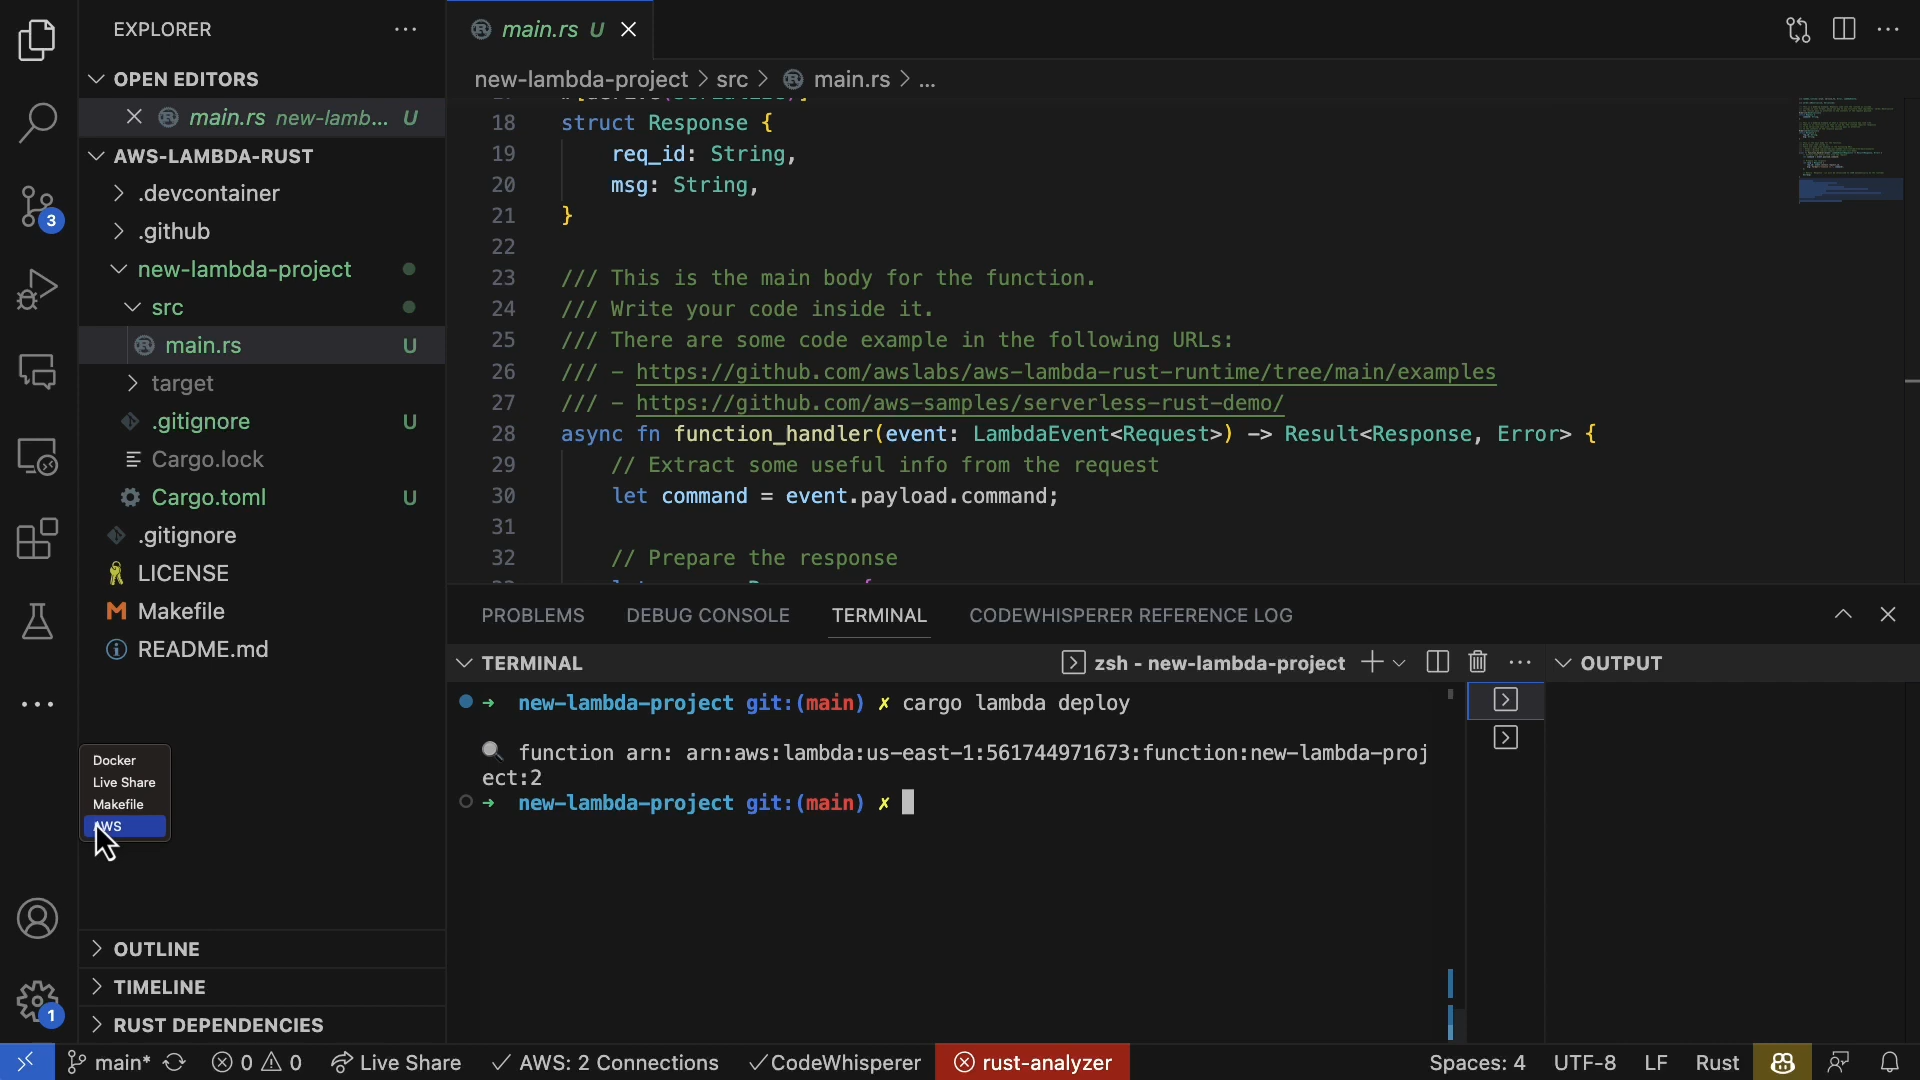 EXPLORER
OPEN EDITORS
main.rs new-lamb... U
AWS-LAMBDA-RUST
.devcontainer
.github
new-lambda-project
src
main.rs U
target
.gitignore U
Cargo.lock
Cargo.toml U
.gitignore
LICENSE
Makefile
README.md
Docker
Live Share
Makefile
AWS
OUTLINE
TIMELINE
RUST DEPENDENCIES
3
1
main.rs U
new-lambda-project > src > main.rs > ...
18 struct Response {
19 req_id: String,
20 msg: String,
21 }
22
23 /// This is the main body for the function.
24 /// Write your code inside it.
25 /// There are some code example in the following URLs:
26 /// - https://github.com/awslabs/aws-lambda-rust-runtime/tree/main/examples
27 /// - https://github.com/aws-samples/serverless-rust-demo/
28 async fn function_handler(event: LambdaEvent<Request>) -> Result<Response, Error> {
29 // Extract some useful info from the request
30 let command = event.payload.command;
31
32 // Prepare the response
PROBLEMS DEBUG CONSOLE TERMINAL CODEWHISPERER REFERENCE LOG
TERMINAL zsh - new-lambda-project OUTPUT
→ new-lambda-project git:(main) ✗ cargo lambda deploy
function arn: arn:aws:lambda:us-east-1:561744971673:function:new-lambda-proj
ect:2
→ new-lambda-project git:(main) ✗
main* 0 0 Live Share AWS: 2 Connections CodeWhisperer rust-analyzer Spaces: 4 UTF-8 LF Rust